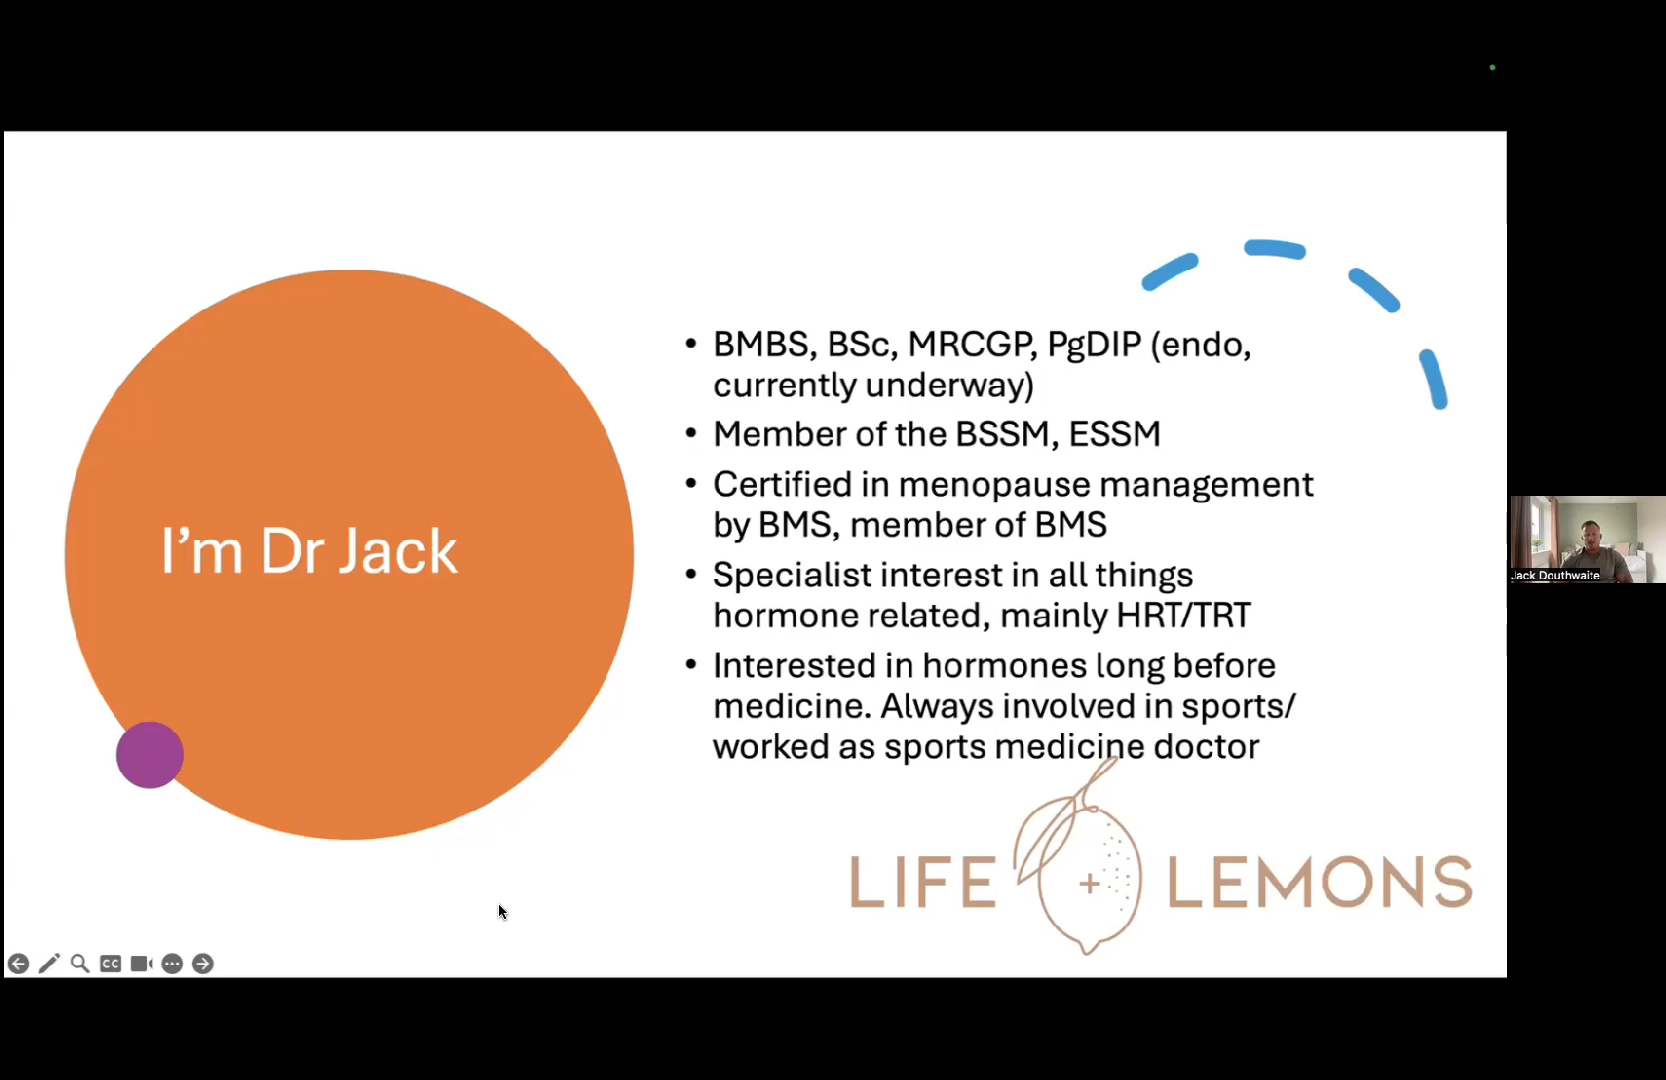 I'm Dr Jack
• BMBS, BSc, MRCGP, PgDIP (endo,
currently underway)
• Member of the BSSM, ESSM
• Certified in menopause management
by BMS, member of BMS
• Specialist interest in all things
hormone related, mainly HRT/TRT
• Interested in hormones long before
medicine. Always involved in sports/
worked as sports medicine doctor
LIFE + LEMONS
Jack Douthwaite
CC